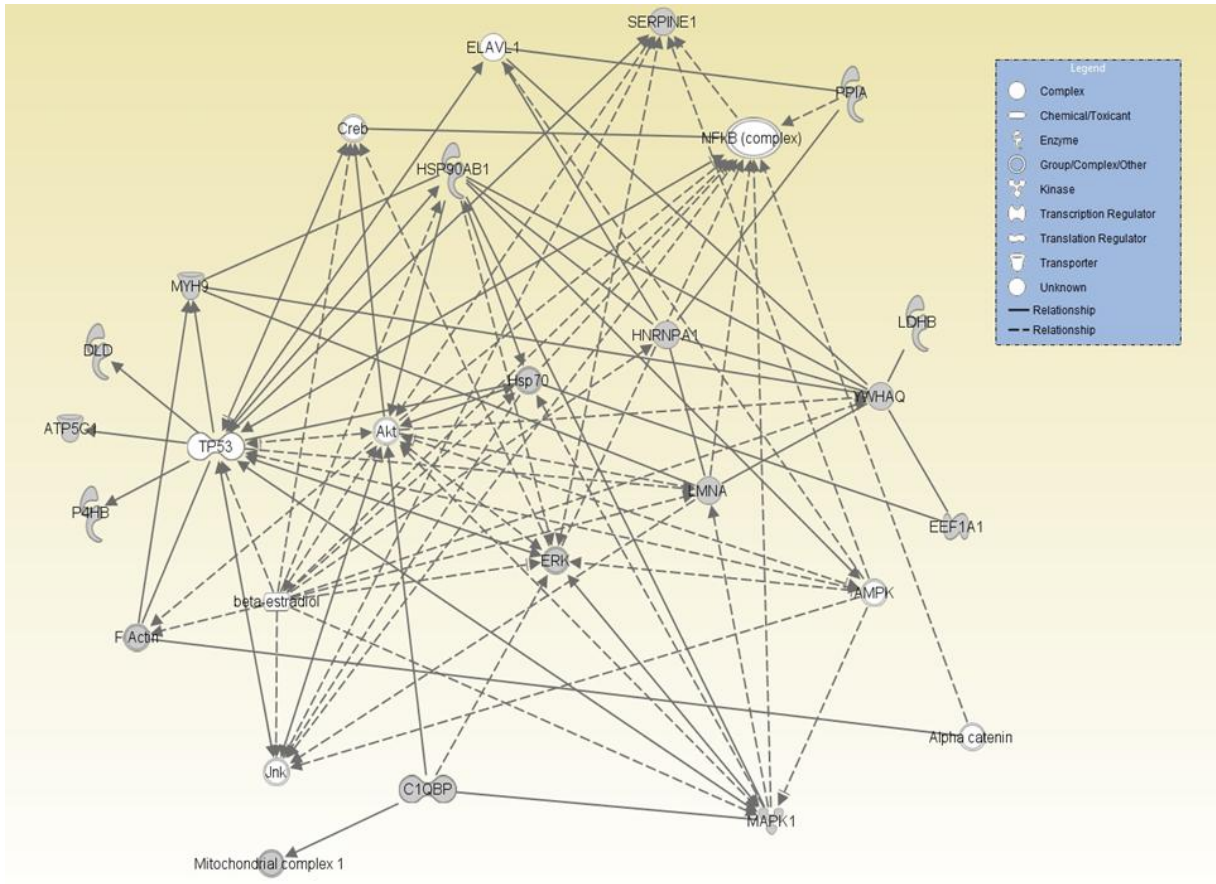 SERPINE1
ELAVL1
PPIA
Creb
NFkB (complex)
HSP90AB1
MYH9
LDHB
HNRNPA1
DLD
Hsp70
YWHAQ
ATP5G1
Akt
TP53
LMNA
P4HB
EEF1A1
ERK
AMPK
beta-estradiol
F Actin
Alpha catenin
Jnk
C1QBP
MAPK1
Mitochondrial complex 1
Legend
Complex
Chemical/Toxicant
Enzyme
Group/Complex/Other
Kinase
Transcription Regulator
Translation Regulator
Transporter
Unknown
Relationship
Relationship